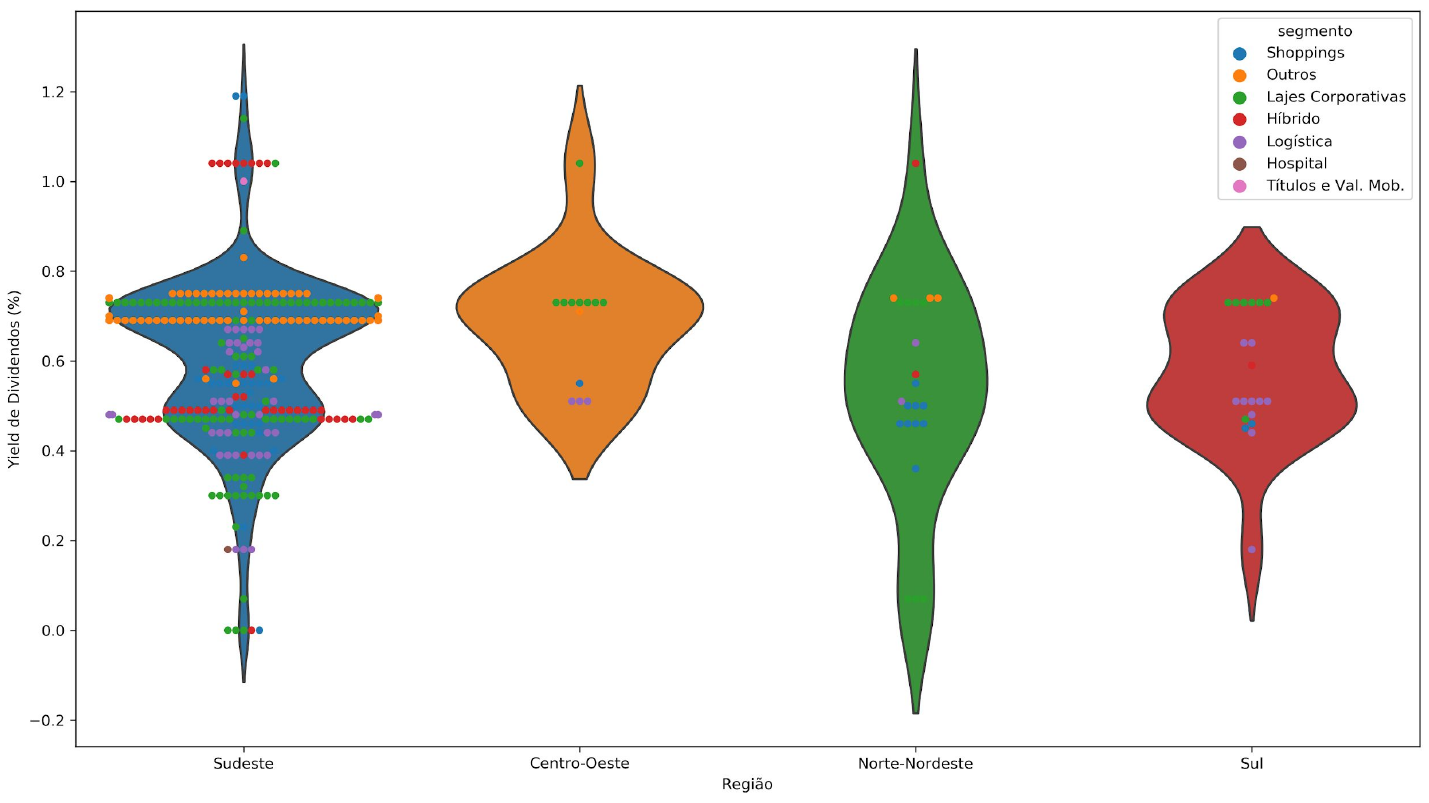 segmento
Shoppings
Outros
Lajes Corporativas
Híbrido
Logística
Hospital
Títulos e Val. Mob.
Yield de Dividendos (%)
1.2
1.0
0.8
0.6
0.4
0.2
0.0
−0.2
Sudeste
Centro-Oeste
Norte-Nordeste
Sul
Região